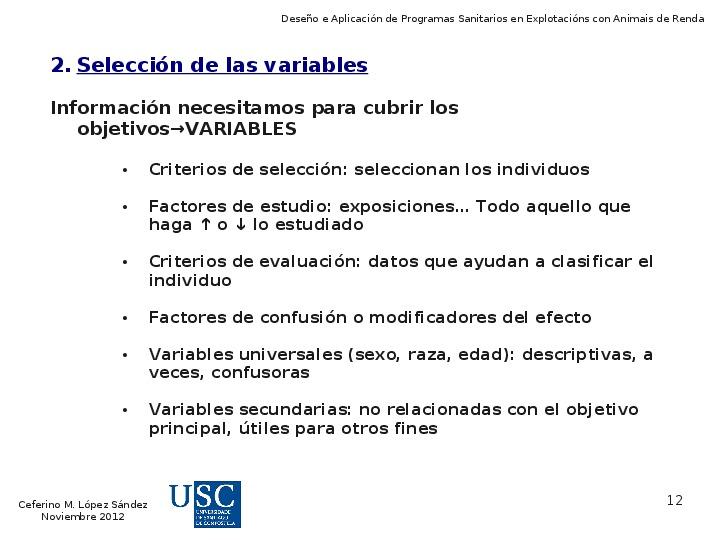 Deseño e Aplicación de Programas Sanitarios en Explotacións con Animais de Renda
2. Selección de las variables
Información necesitamos para cubrir los
objetivos→VARIABLES
• Criterios de selección: seleccionan los individuos
• Factores de estudio: exposiciones... Todo aquello que
haga ↑ o ↓ lo estudiado
• Criterios de evaluación: datos que ayudan a clasificar el
individuo
• Factores de confusión o modificadores del efecto
• Variables universales (sexo, raza, edad): descriptivas, a
veces, confusoras
• Variables secundarias: no relacionadas con el objetivo
principal, útiles para otros fines
Ceferino M. López Sández
Noviembre 2012
USC
UNIVERSIDADE
DE SANTIAGO
DE COMPOSTELA
12